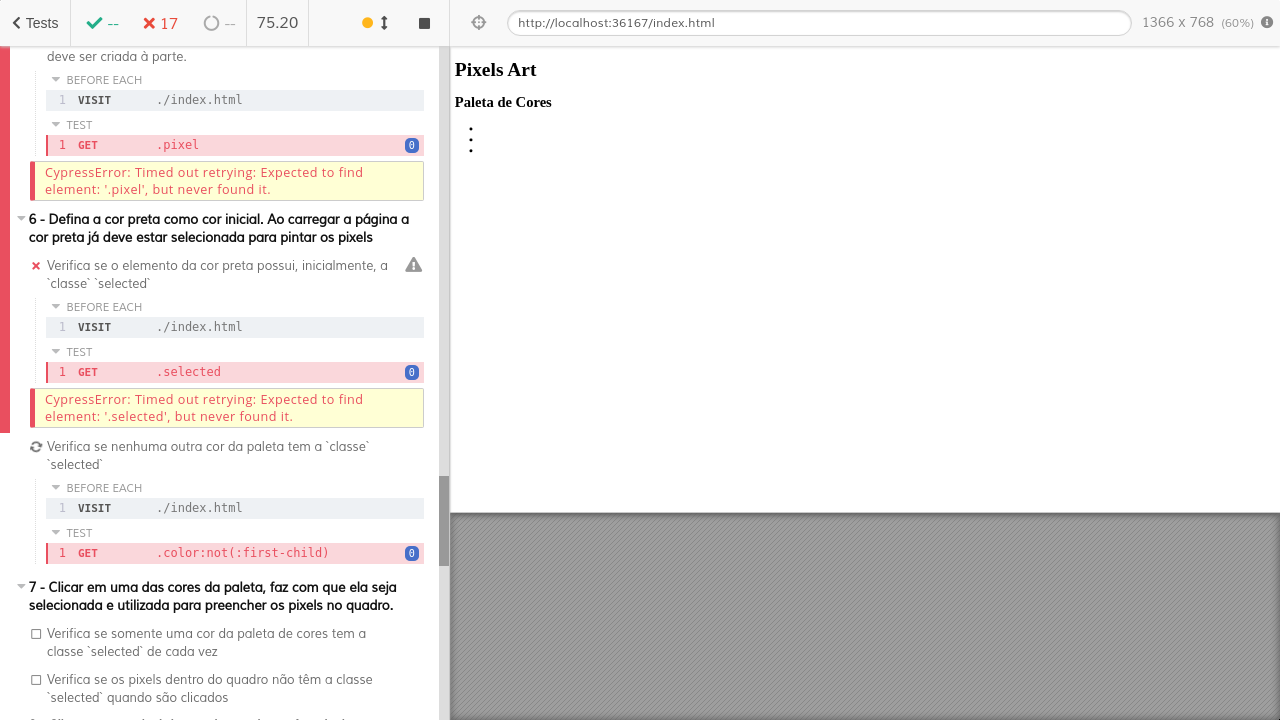 Tests
--
17
--
75.20
http://localhost:36167/index.html
1366 x 768 (60%)
deve ser criada à parte.
BEFORE EACH
1 VISIT ./index.html
TEST
1 GET .pixel 0
CypressError: Timed out retrying: Expected to find
element: '.pixel', but never found it.
6 - Defina a cor preta como cor inicial. Ao carregar a página a
cor preta já deve estar selecionada para pintar os pixels
Verifica se o elemento da cor preta possui, inicialmente, a
`classe` `selected`
BEFORE EACH
1 VISIT ./index.html
TEST
1 GET .selected 0
CypressError: Timed out retrying: Expected to find
element: '.selected', but never found it.
Verifica se nenhuma outra cor da paleta tem a `classe`
`selected`
BEFORE EACH
1 VISIT ./index.html
TEST
1 GET .color:not(:first-child) 0
7 - Clicar em uma das cores da paleta, faz com que ela seja
selecionada e utilizada para preencher os pixels no quadro.
Verifica se somente uma cor da paleta de cores tem a
classe `selected` de cada vez
Verifica se os pixels dentro do quadro não têm a classe
`selected` quando são clicados
Pixels Art
Paleta de Cores